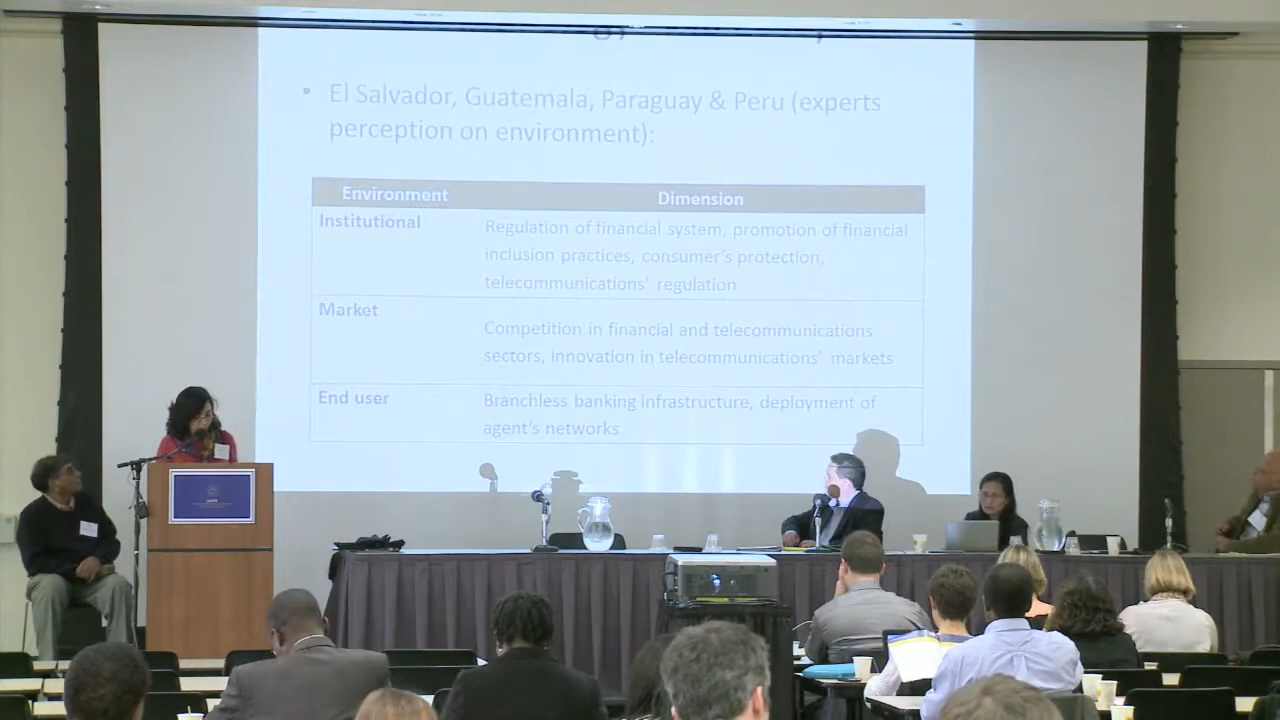 • El Salvador, Guatemala, Paraguay & Peru (experts
perception on environment):
Environment Dimension
Institutional Regulation of financial system, promotion of financial
inclusion practices, consumer's protection,
telecommunications' regulation
Market
Competition in financial and telecommunications
sectors, innovation in telecommunications' markets
End user Branchless banking infrastructure, deployment of
agent's networks